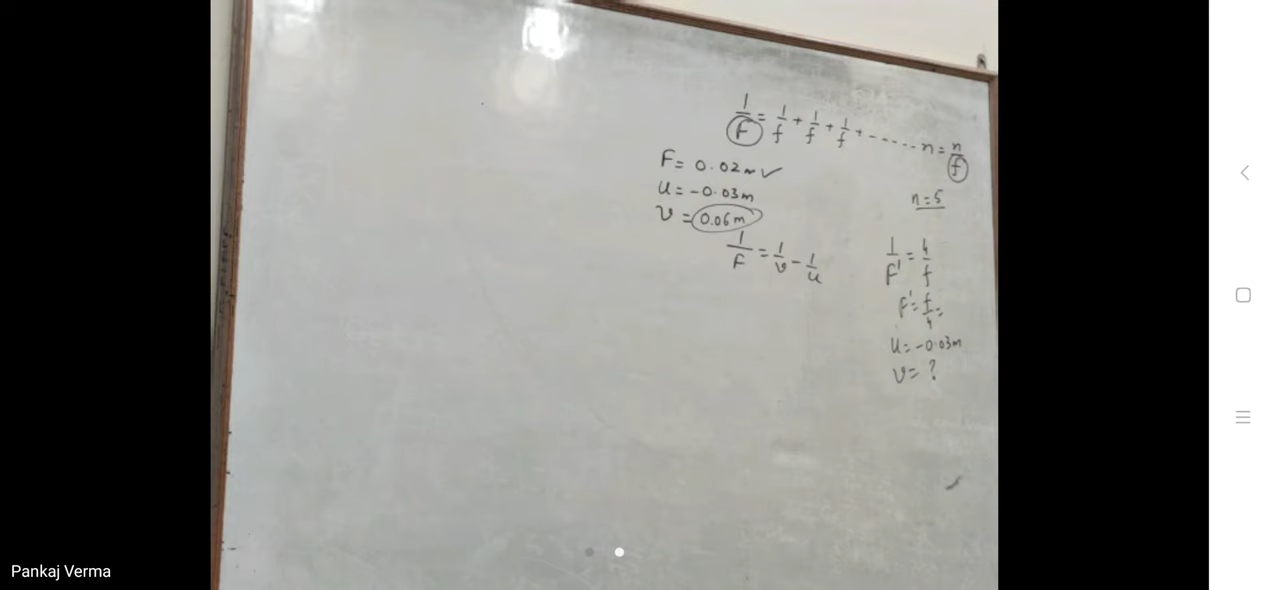 1/F = 1/f + 1/f + 1/f + ------ n = n/f
F = 0.02m ✓
u = -0.03m
v = 0.06m
1/F = 1/v - 1/u
n = 5
1/F' = 4/f
F' = f/4 =
u = -0.03m
v = ?
Pankaj Verma